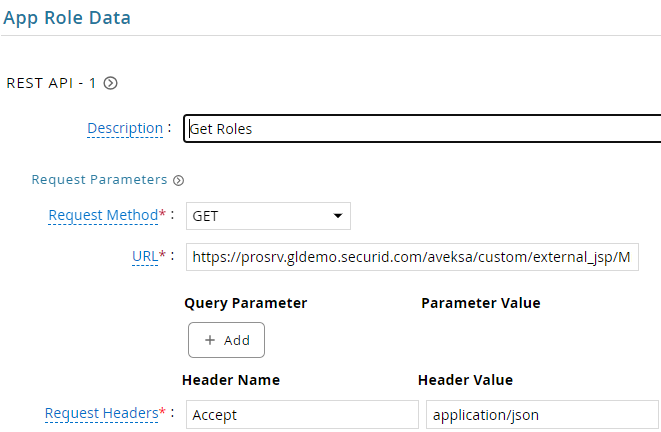 App Role Data
REST API - 1
Description : Get Roles
Request Parameters
Request Method* : GET
URL* : https://prosrv.gldemo.securid.com/aveksa/custom/external_jsp/M
Query Parameter Parameter Value
+ Add
Header Name Header Value
Request Headers* : Accept application/json